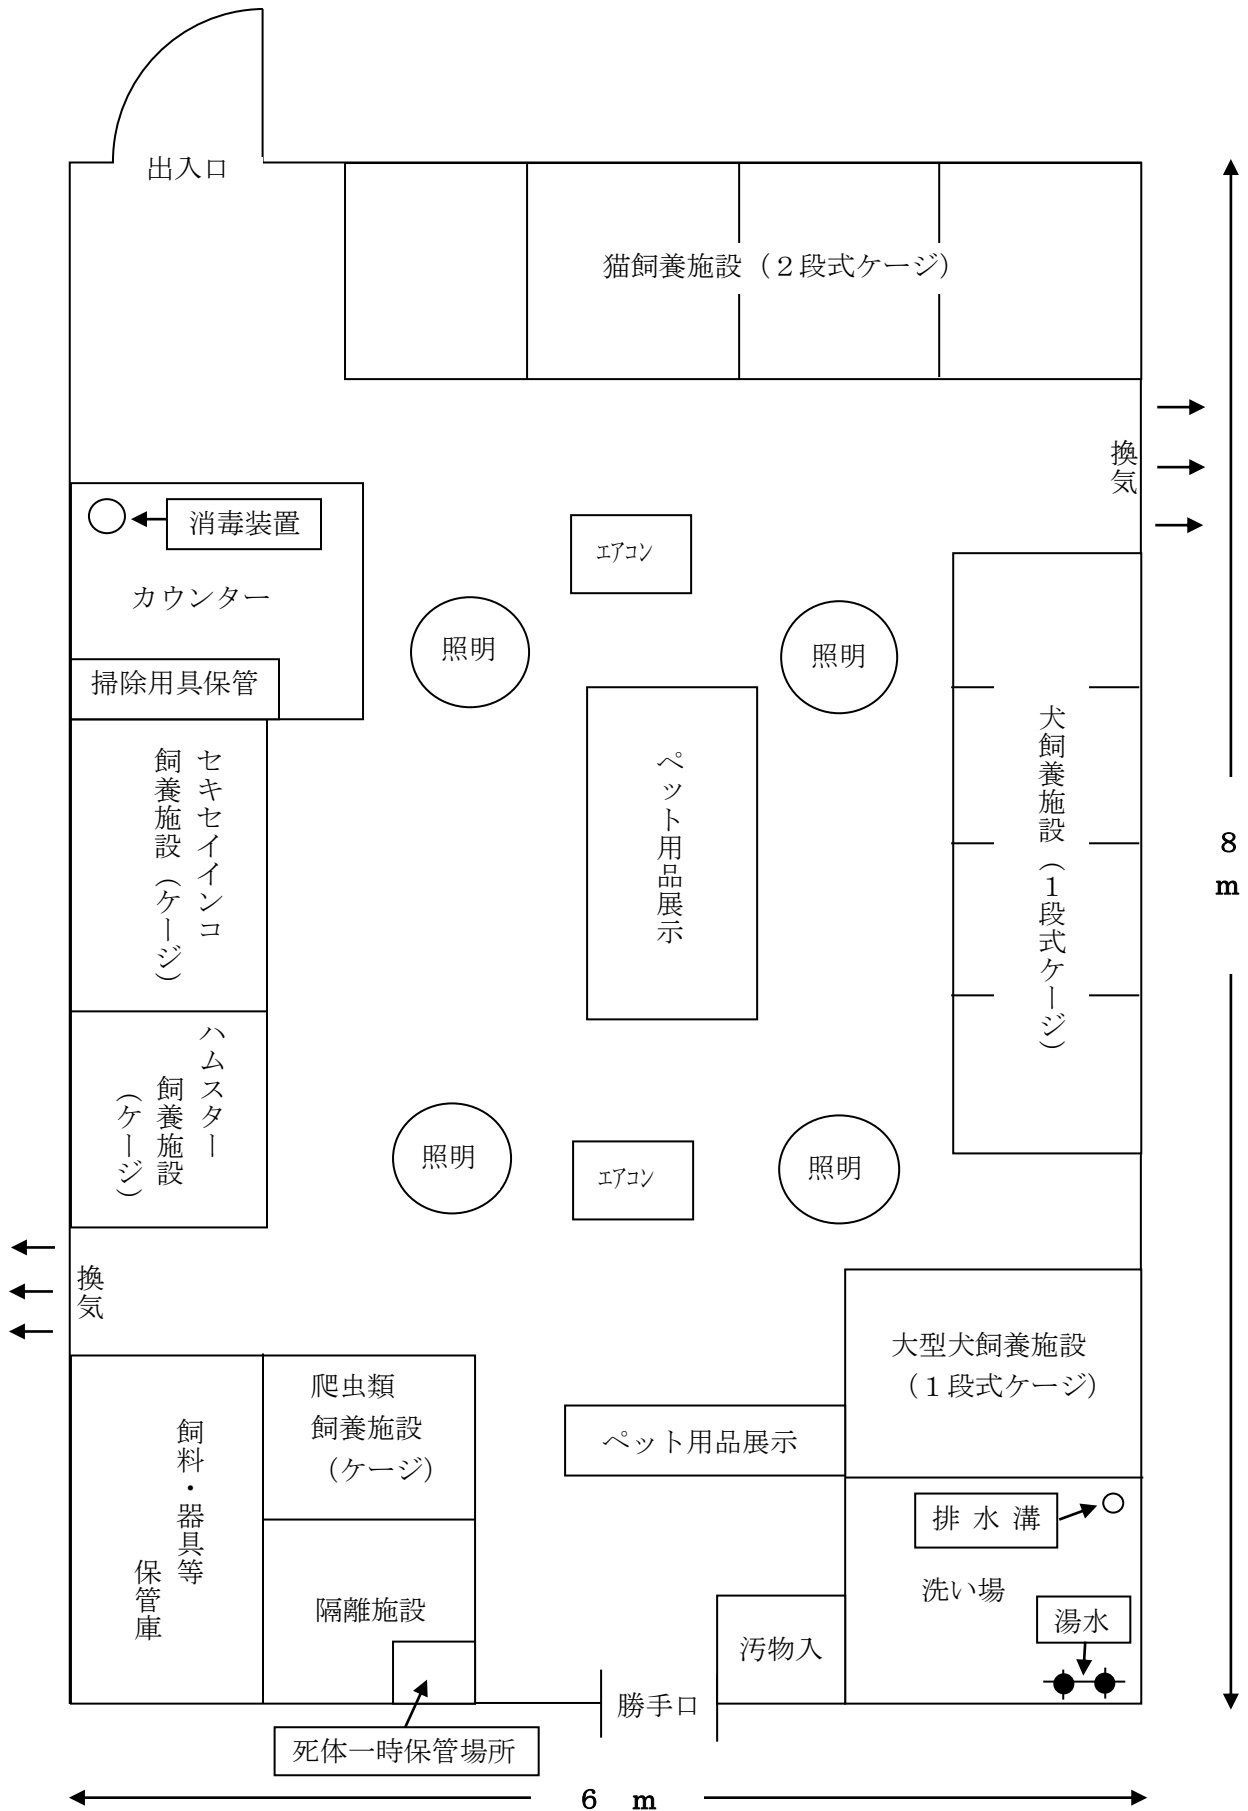 出入口
猫飼養施設（２段式ケージ）
換気
消毒装置
エアコン
カウンター
照明
照明
掃除用具保管
セキセイインコ
飼養施設（ケージ）
ペット用品展示
犬飼養施設（１段式ケージ）
８
ｍ
ハムスター
飼養施設
（ケージ）
照明
エアコン
照明
換気
大型犬飼養施設
（１段式ケージ）
爬虫類
飼養施設
（ケージ）
ペット用品展示
飼料・器具等
保管庫
排水溝
洗い場
隔離施設
湯水
汚物入
勝手口
死体一時保管場所
６　ｍ